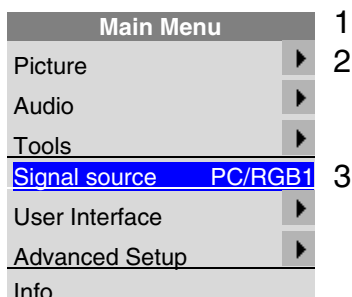 Main Menu 1
Picture 2
Audio
Tools
Signal source PC/RGB1 3
User Interface
Advanced Setup
Info